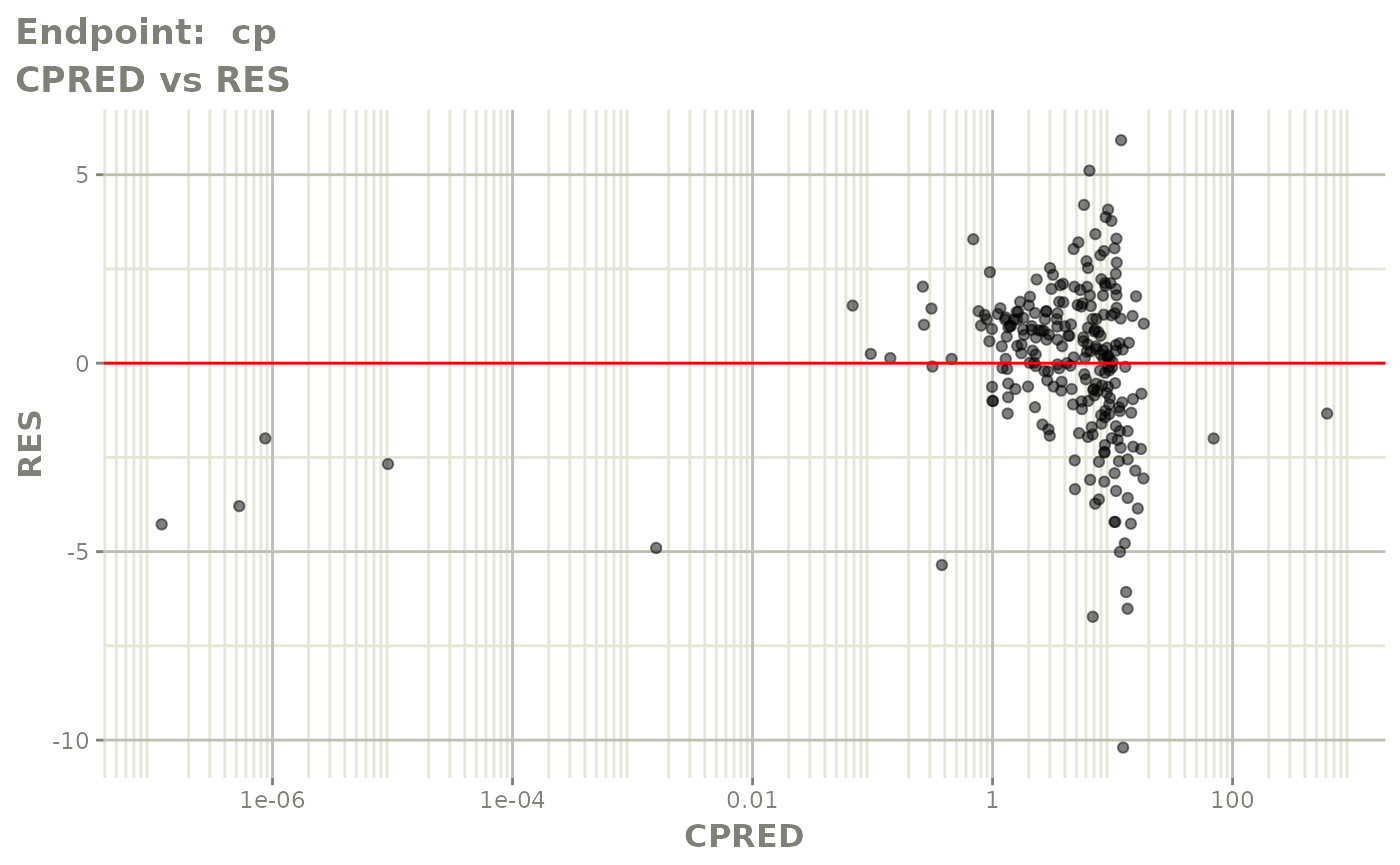 Endpoint:  cp
CPRED vs RES
5
0
-5
-10
RES
1e-06 1e-04 0.01 1 100
CPRED